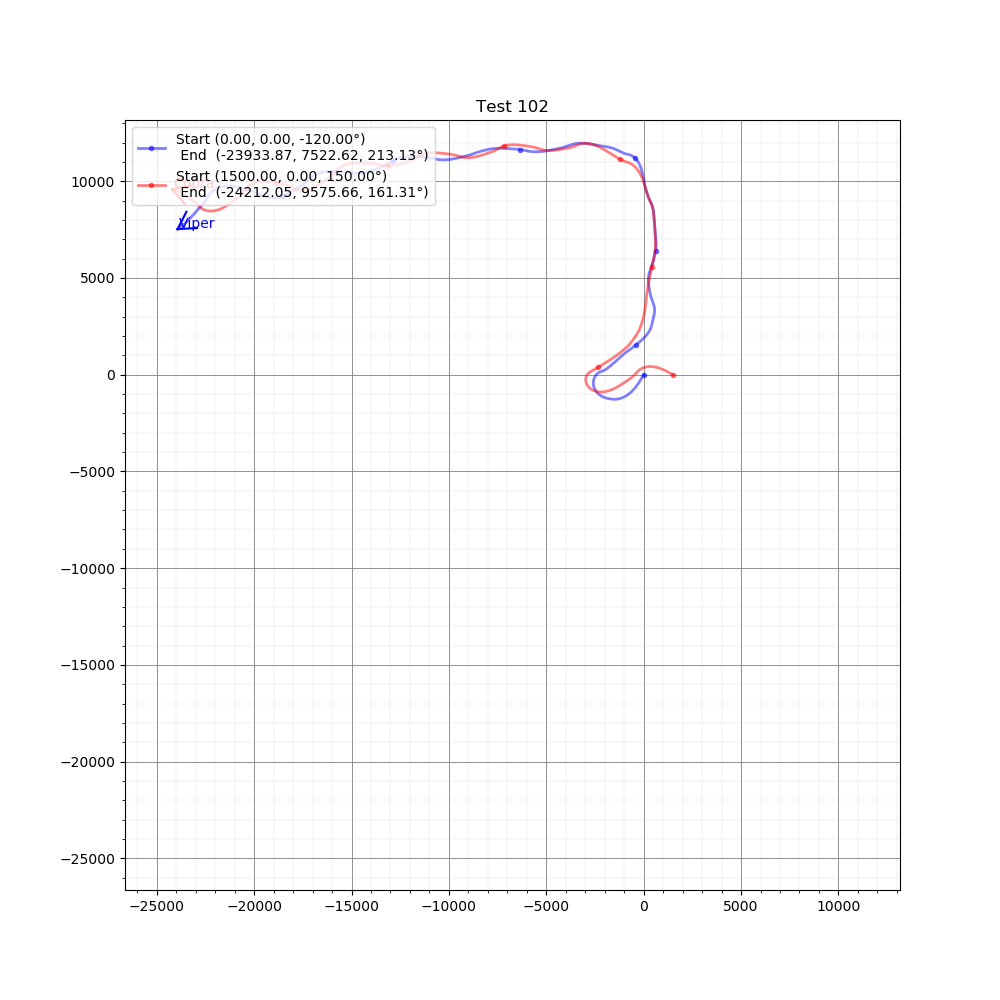 Test 102
Start (0.00, 0.00, -120.00°)
End (-23933.87, 7522.62, 213.13°)
Start (1500.00, 0.00, 150.00°)
End (-24212.05, 9575.66, 161.31°)
Viper
10000
5000
0
−5000
−10000
−15000
−20000
−25000
−25000 −20000 −15000 −10000 −5000 0 5000 10000